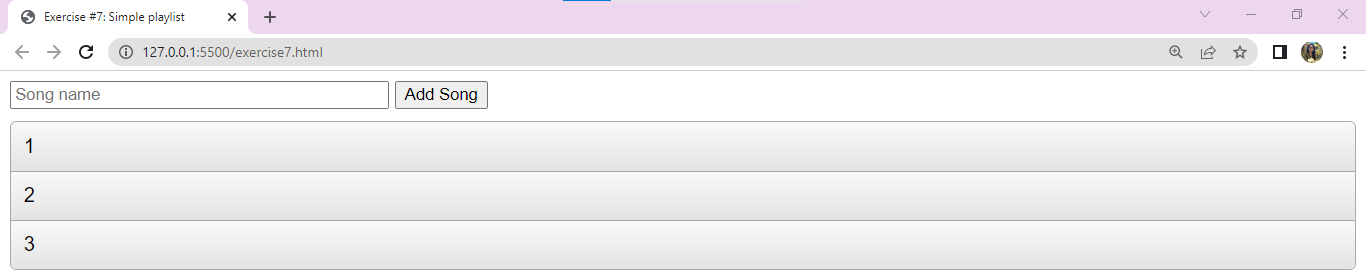 Exercise #7: Simple playlist
127.0.0.1:5500/exercise7.html
Song name Add Song
1
2
3